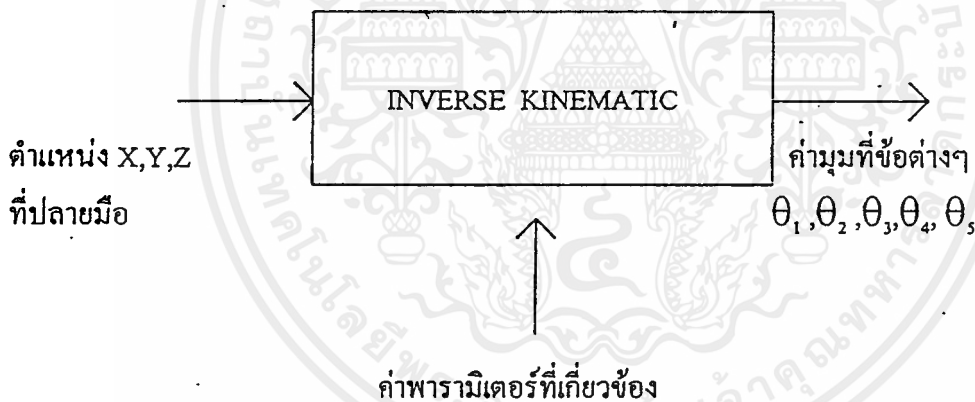 INVERSE KINEMATIC
ตำแหน่ง X,Y,Z
ที่ปลายมือ
ค่ามุมที่ข้อต่างๆ
θ₁,θ₂,θ₃,θ₄,θ₅
ค่าพารามิเตอร์ที่เกี่ยวข้อง